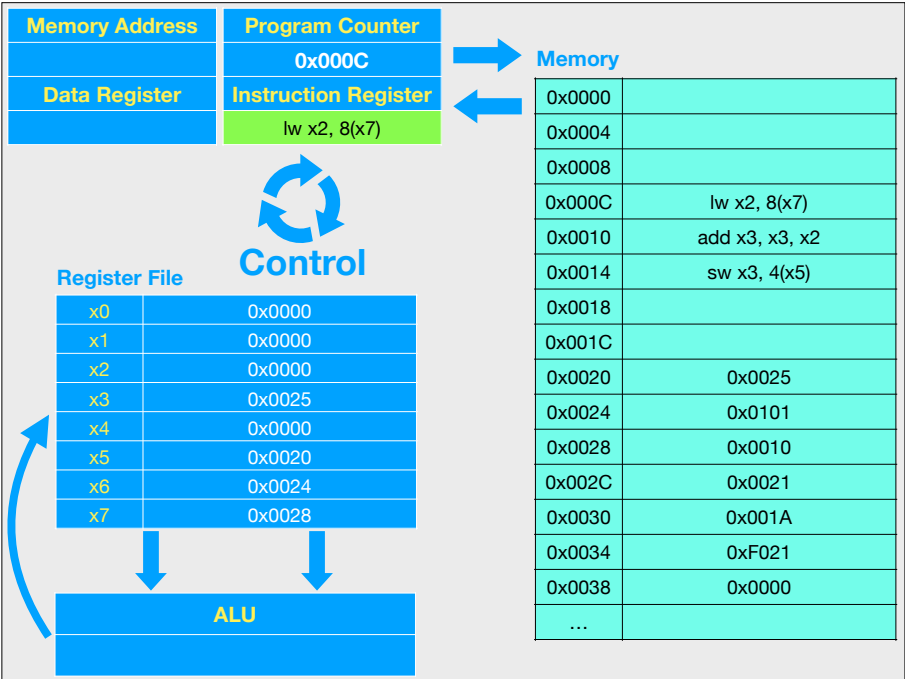 Memory Address Program Counter
0x000C
Data Register Instruction Register
lw x2, 8(x7)
Control
Register File
x0 0x0000
x1 0x0000
x2 0x0000
x3 0x0025
x4 0x0000
x5 0x0020
x6 0x0024
x7 0x0028
ALU
Memory
0x0000
0x0004
0x0008
0x000C lw x2, 8(x7)
0x0010 add x3, x3, x2
0x0014 sw x3, 4(x5)
0x0018
0x001C
0x0020 0x0025
0x0024 0x0101
0x0028 0x0010
0x002C 0x0021
0x0030 0x001A
0x0034 0xF021
0x0038 0x0000
…